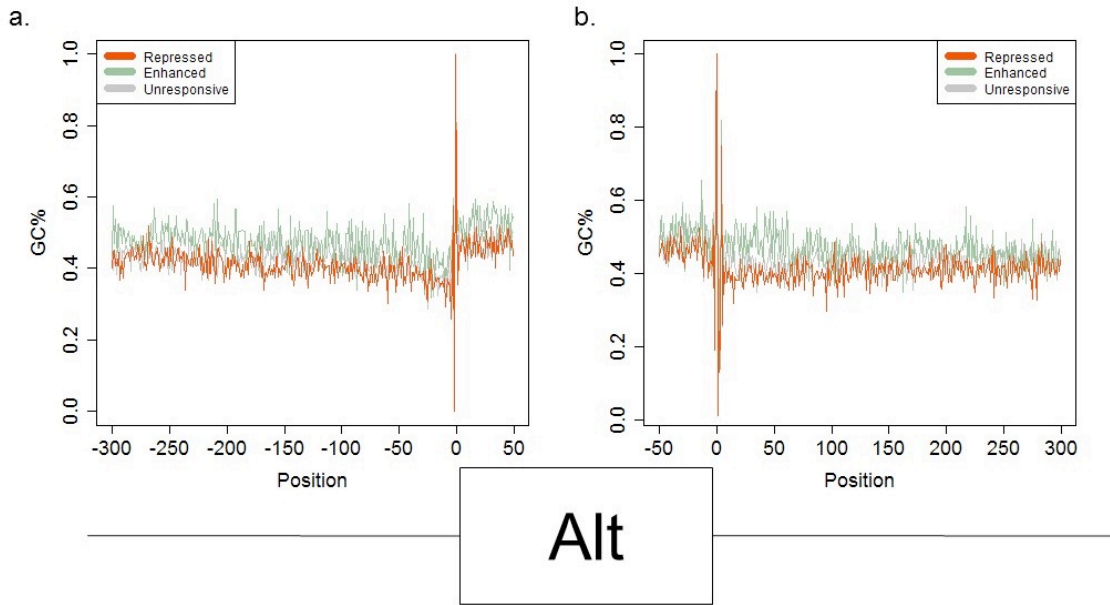 a.
Repressed
Enhanced
Unresponsive
GC%
1.0
0.8
0.6
0.4
0.2
0.0
-300 -250 -200 -150 -100 -50 0 50
Position
b.
Repressed
Enhanced
Unresponsive
GC%
1.0
0.8
0.6
0.4
0.2
0.0
-50 0 50 100 150 200 250 300
Position
Alt